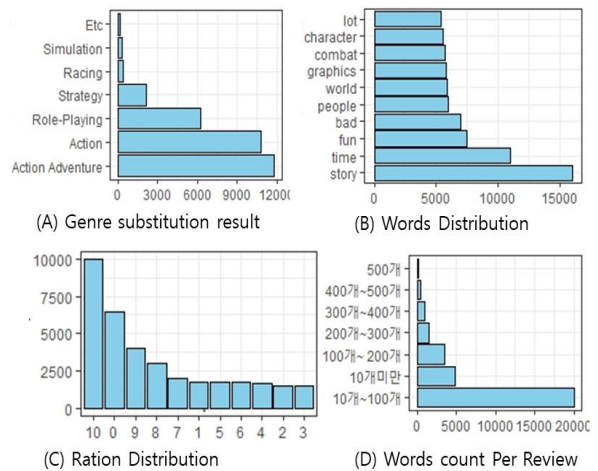 Etc
Simulation
Racing
Strategy
Role-Playing
Action
Action Adventure
0 3000 6000 9000 1200
(A) Genre substitution result
lot
character
combat
graphics
world
people
bad
fun
time
story
0 5000 10000 15000
(B) Words Distribution
10000
7500
5000
2500
0
10 0 9 8 7 1 5 6 4 2 3
(C) Ration Distribution
500개
400개~500개
300개~400개
200개~300개
100개~200개
10개미만
10개~100개
0 5000 10000 15000 20000
(D) Words count Per Review